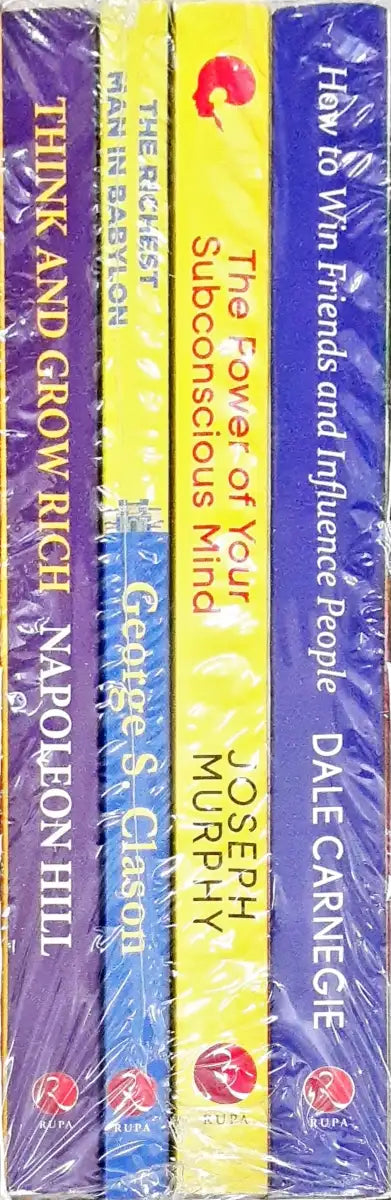 THINK AND GROW RICH NAPOLEON HILL
RUPA
THE RICHEST
MAN IN BABYLON
George S. Clason
RUPA
The Power of Your
Subconscious Mind
JOSEPH
MURPHY
RUPA
How to Win Friends and Influence People DALE CARNEGIE
RUPA